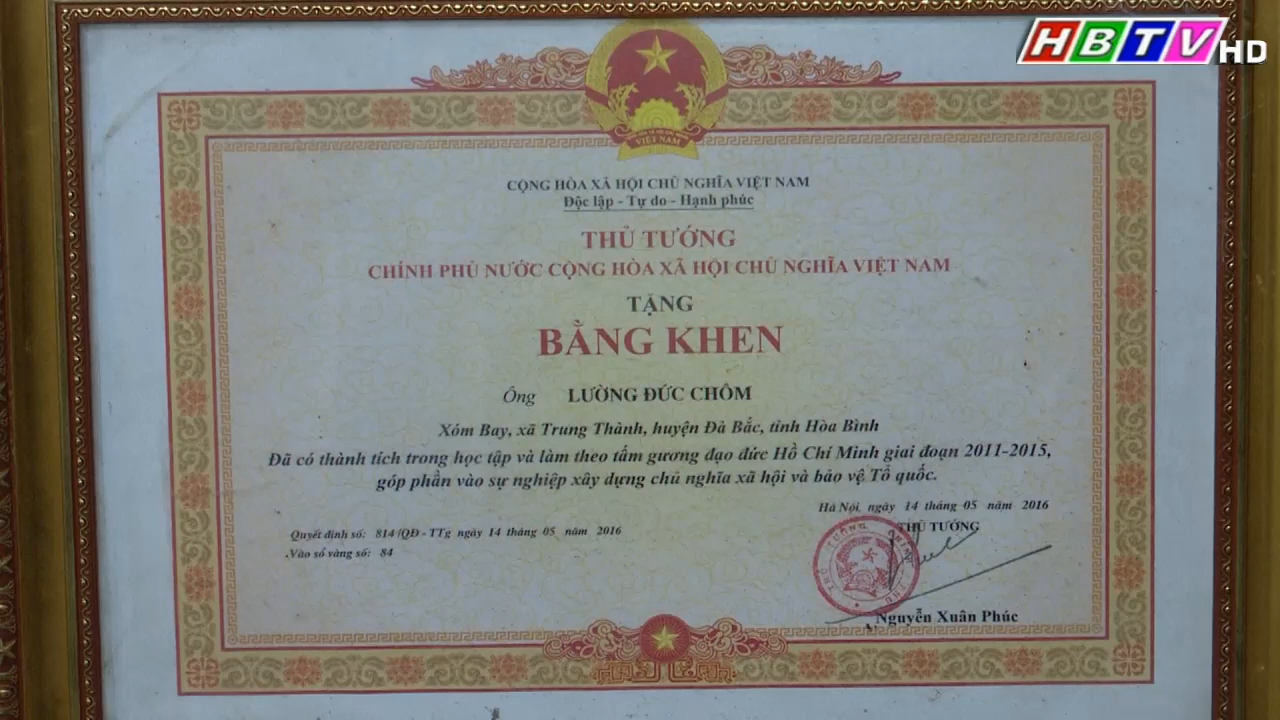 HBTV HD
VIỆT NAM
CỘNG HÒA XÃ HỘI CHỦ NGHĨA VIỆT NAM
Độc lập - Tự do - Hạnh phúc
THỦ TƯỚNG
CHÍNH PHỦ NƯỚC CỘNG HÒA XÃ HỘI CHỦ NGHĨA VIỆT NAM
TẶNG
BẰNG KHEN
Ông LƯỜNG ĐỨC CHÔM
Xóm Bay, xã Trung Thành, huyện Đà Bắc, tỉnh Hòa Bình
Đã có thành tích trong học tập và làm theo tấm gương đạo đức Hồ Chí Minh giai đoạn 2011-2015,
góp phần vào sự nghiệp xây dựng chủ nghĩa xã hội và bảo vệ Tổ quốc.
Hà Nội, ngày 14 tháng 05 năm 2016
Quyết định số: 814/QĐ - TTg ngày 14 tháng 05 năm 2016
Vào sổ vàng số: 84
THỦ TƯỚNG
Nguyễn Xuân Phúc